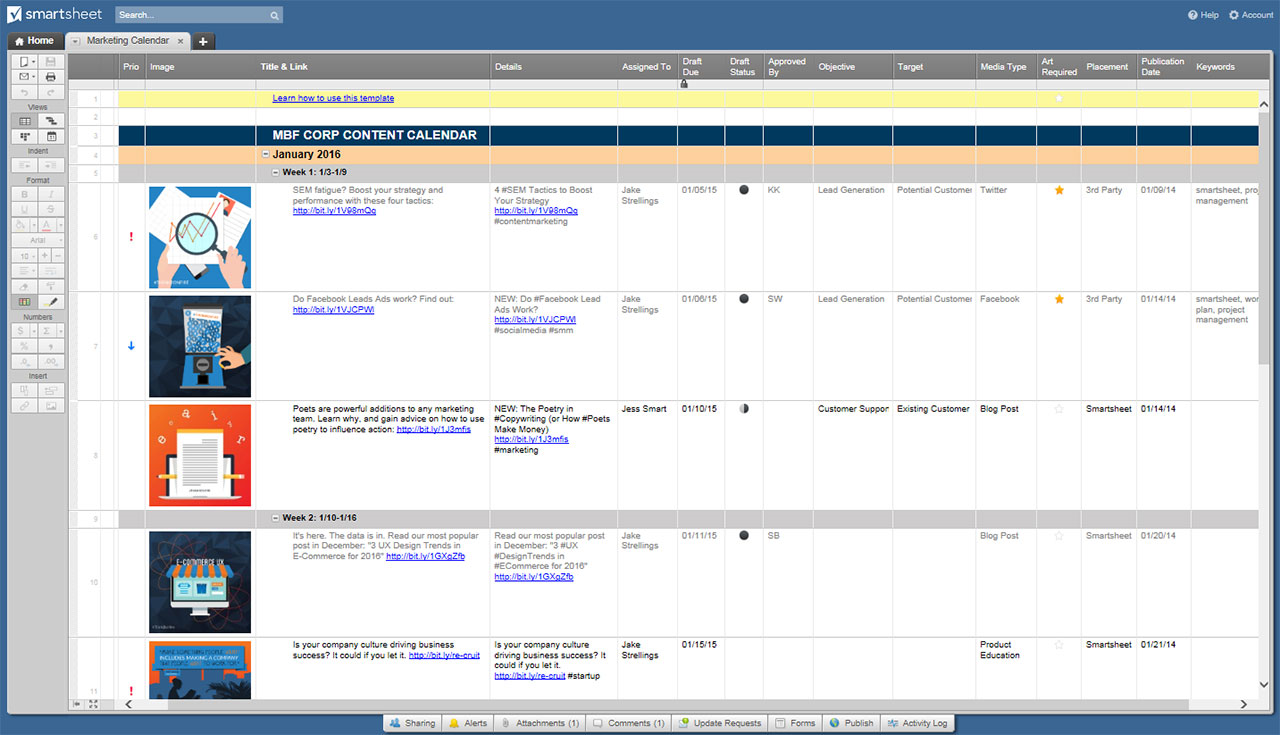 smartsheet
Search...
Help
Account
Home
Marketing Calendar
Prio
Image
Title & Link
Details
Assigned To
Draft
Due
Draft
Status
Approved
By
Objective
Target
Media Type
Art
Required
Placement
Publication
Date
Keywords
Views
Indent
Format
B
I
U
S
A
Arial
10
Numbers
$
Σ
%
Insert
1
Learn how to use this template
2
3
MBF CORP CONTENT CALENDAR
4
January 2016
5
Week 1: 1/3-1/9
6
SEM fatigue? Boost your strategy and
performance with these four tactics:
http://bit.ly/1V98mQq
4 #SEM Tactics to Boost
Your Strategy
http://bit.ly/1V98mQq
#contentmarketing
Jake
Strellings
01/05/15
KK
Lead Generation
Potential Customer
Twitter
3rd Party
01/09/14
smartsheet, proj
management
7
Do Facebook Leads Ads work? Find out:
http://bit.ly/1VJCPWl
NEW: Do #Facebook Lead
Ads Work?
http://bit.ly/1VJCPWl
#socialmedia #smm
Jake
Strellings
01/06/15
SW
Lead Generation
Potential Customer
Facebook
3rd Party
01/14/14
smartsheet, wor
plan, project
management
8
Poets are powerful additions to any marketing
team. Learn why, and gain advice on how to use
poetry to influence action: http://bit.ly/1J3mfis
NEW: The Poetry in
#Copywriting (or How #Poets
Make Money)
http://bit.ly/1J3mfis
#marketing
Jess Smart
01/10/15
Customer Suppor
Existing Customer
Blog Post
Smartsheet
01/14/14
9
Week 2: 1/10-1/16
10
E-COMMERCE UX
It's here. The data is in. Read our most popular
post in December: "3 UX Design Trends in
E-Commerce for 2016" http://bit.ly/1GXqZfb
Read our most popular
post in December: "3 #UX
#DesignTrends in
#ECommerce for 2016"
http://bit.ly/1GXqZfb
Jake
Strellings
01/11/15
SB
Blog Post
Smartsheet
01/20/14
11
INCLUDES MAKING A COMPANY
Is your company culture driving business
success? It could if you let it. http://bit.ly/re-cruit
Is your company culture
driving business success? It
could if you let it.
http://bit.ly/re-cruit #startup
Jake
Strellings
01/15/15
Product
Education
Smartsheet
01/21/14
Sharing
Alerts
Attachments (1)
Comments (1)
Update Requests
Forms
Publish
Activity Log